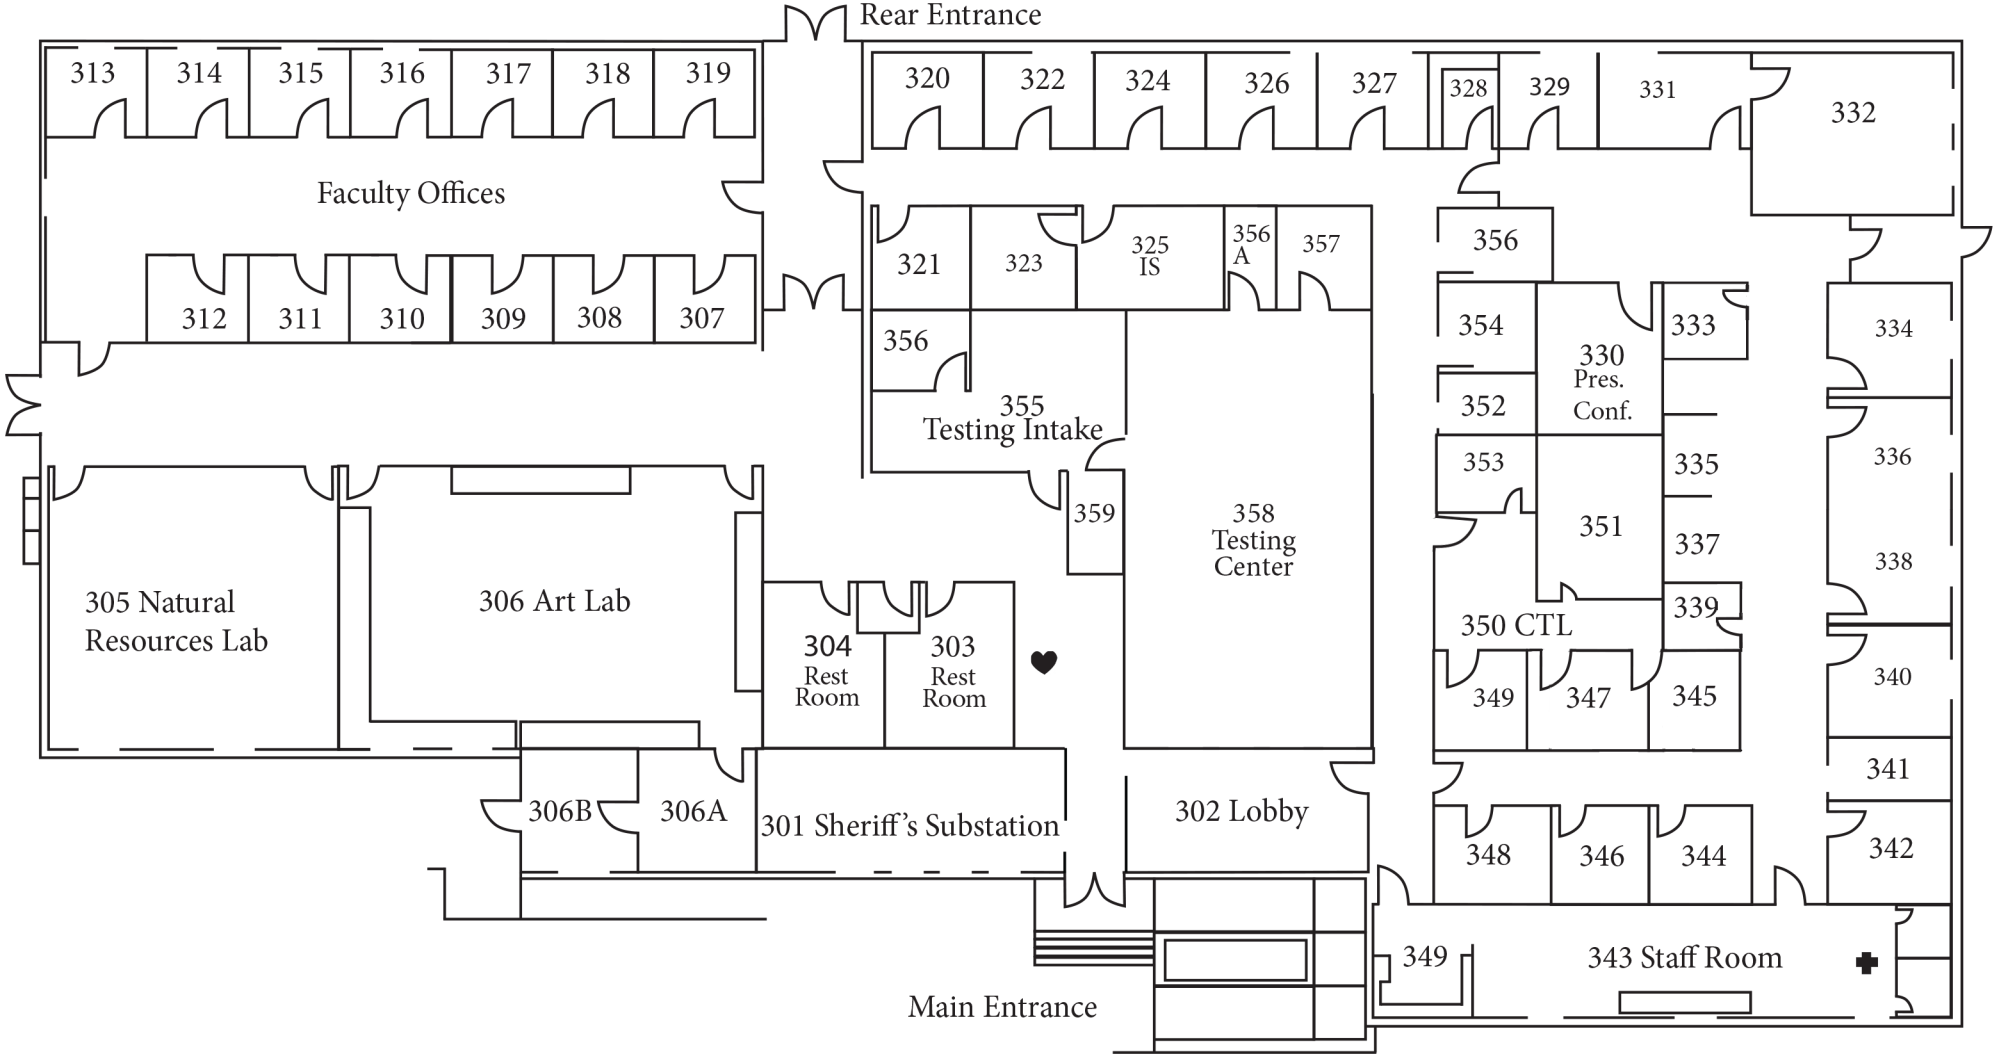 Rear Entrance
313
314
315
316
317
318
319
320
322
324
326
327
328
329
331
332
Faculty Offices
312
311
310
309
308
307
321
323
325
IS
356
A
357
356
356
355
Testing Intake
354
352
353
330
Pres.
Conf.
333
335
337
339
351
350 CTL
334
336
338
340
341
342
359
358
Testing
Center
305 Natural
Resources Lab
306 Art Lab
304
Rest
Room
303
Rest
Room
349
347
345
306B
306A
301 Sheriff's Substation
302 Lobby
348
346
344
349
343 Staff Room
Main Entrance